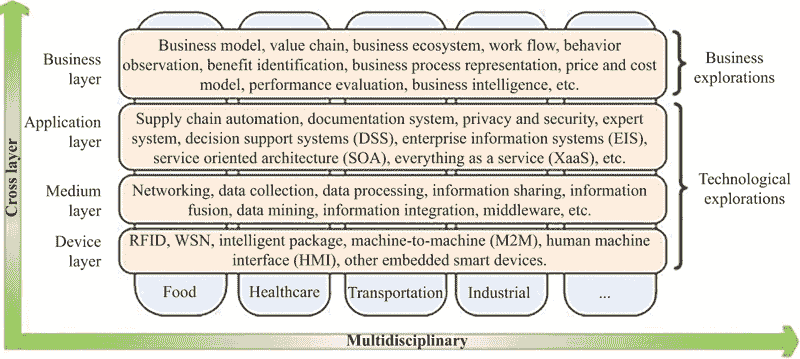 Cross layer
Business
layer
Business model, value chain, business ecosystem, work flow, behavior
observation, benefit identification, business process representation, price and cost
model, performance evaluation, business intelligence, etc.
Business
explorations
Application
layer
Supply chain automation, documentation system, privacy and security, expert
system, decision support systems (DSS), enterprise information systems (EIS),
service oriented architecture (SOA), everything as a service (XaaS), etc.
Medium
layer
Networking, data collection, data processing, information sharing, information
fusion, data mining, information integration, middleware, etc.
Technological
explorations
Device
layer
RFID, WSN, intelligent package, machine-to-machine (M2M), human machine
interface (HMI), other embedded smart devices.
Food
Healthcare
Transportation
Industrial
...
Multidisciplinary